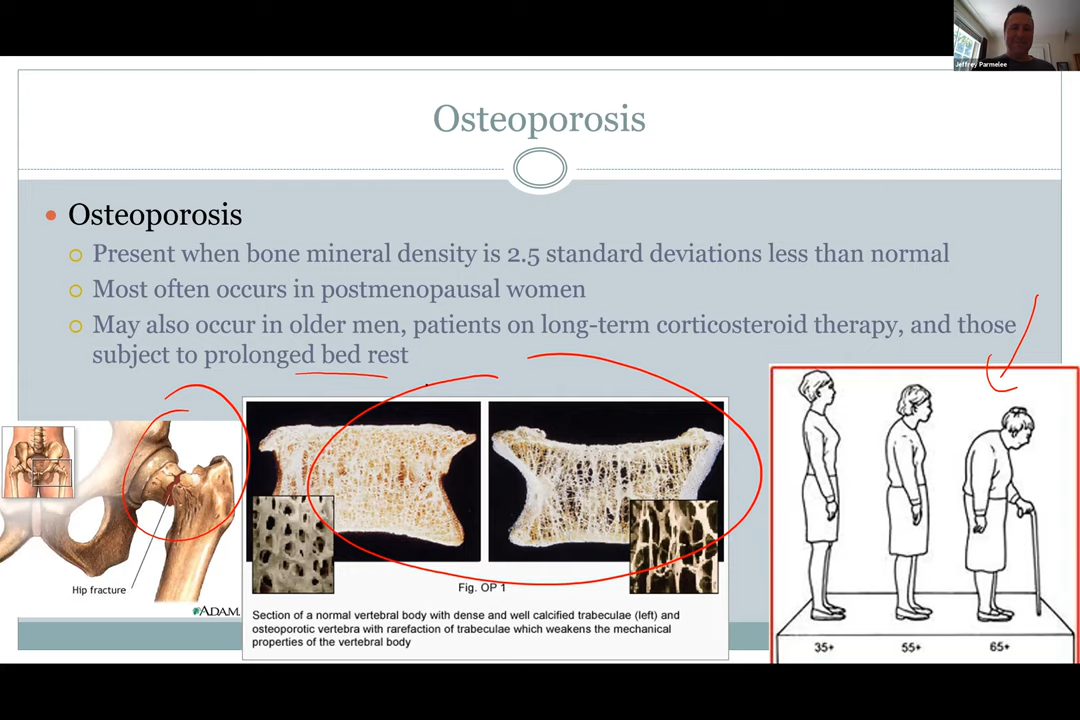 Jeffrey Parmelee
Osteoporosis
Osteoporosis
Present when bone mineral density is 2.5 standard deviations less than normal
Most often occurs in postmenopausal women
May also occur in older men, patients on long-term corticosteroid therapy, and those
subject to prolonged bed rest
Hip fracture
ADAM.
Fig. OP 1
Section of a normal vertebral body with dense and well calcified trabeculae (left) and
osteoporotic vertebra with rarefaction of trabeculae which weakens the mechanical
properties of the vertebral body
35+ 55+ 65+